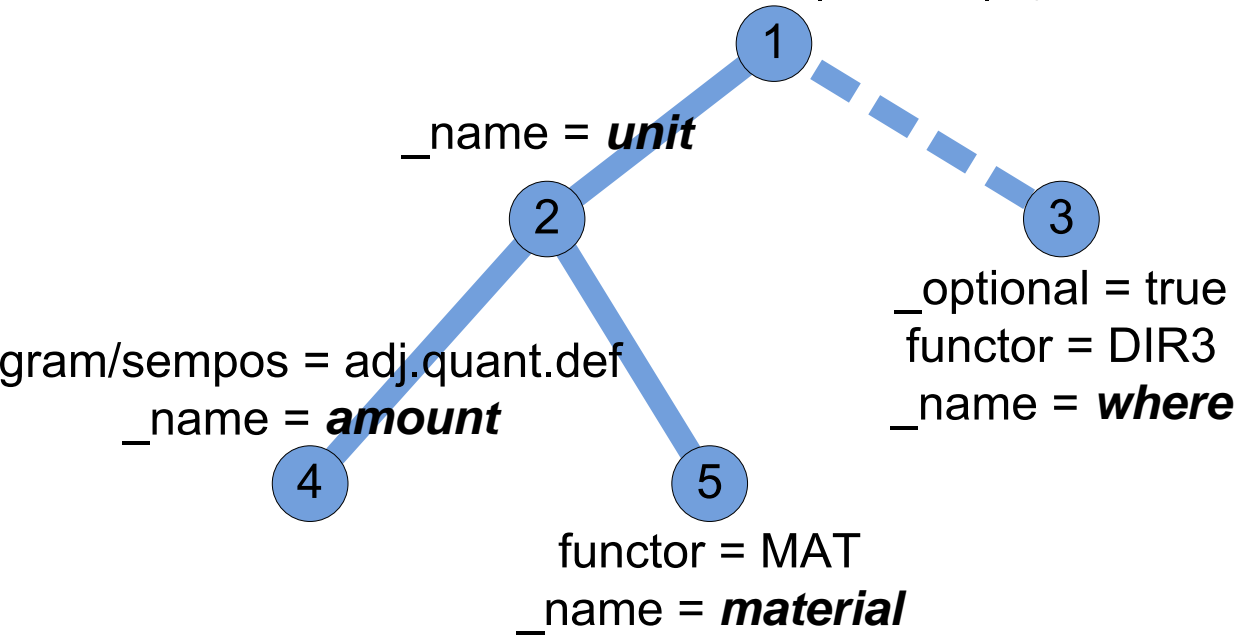 1
_name = unit
2
3
_optional = true
functor = DIR3
_name = where
gram/sempos = adj.quant.def
_name = amount
4
5
functor = MAT
_name = material